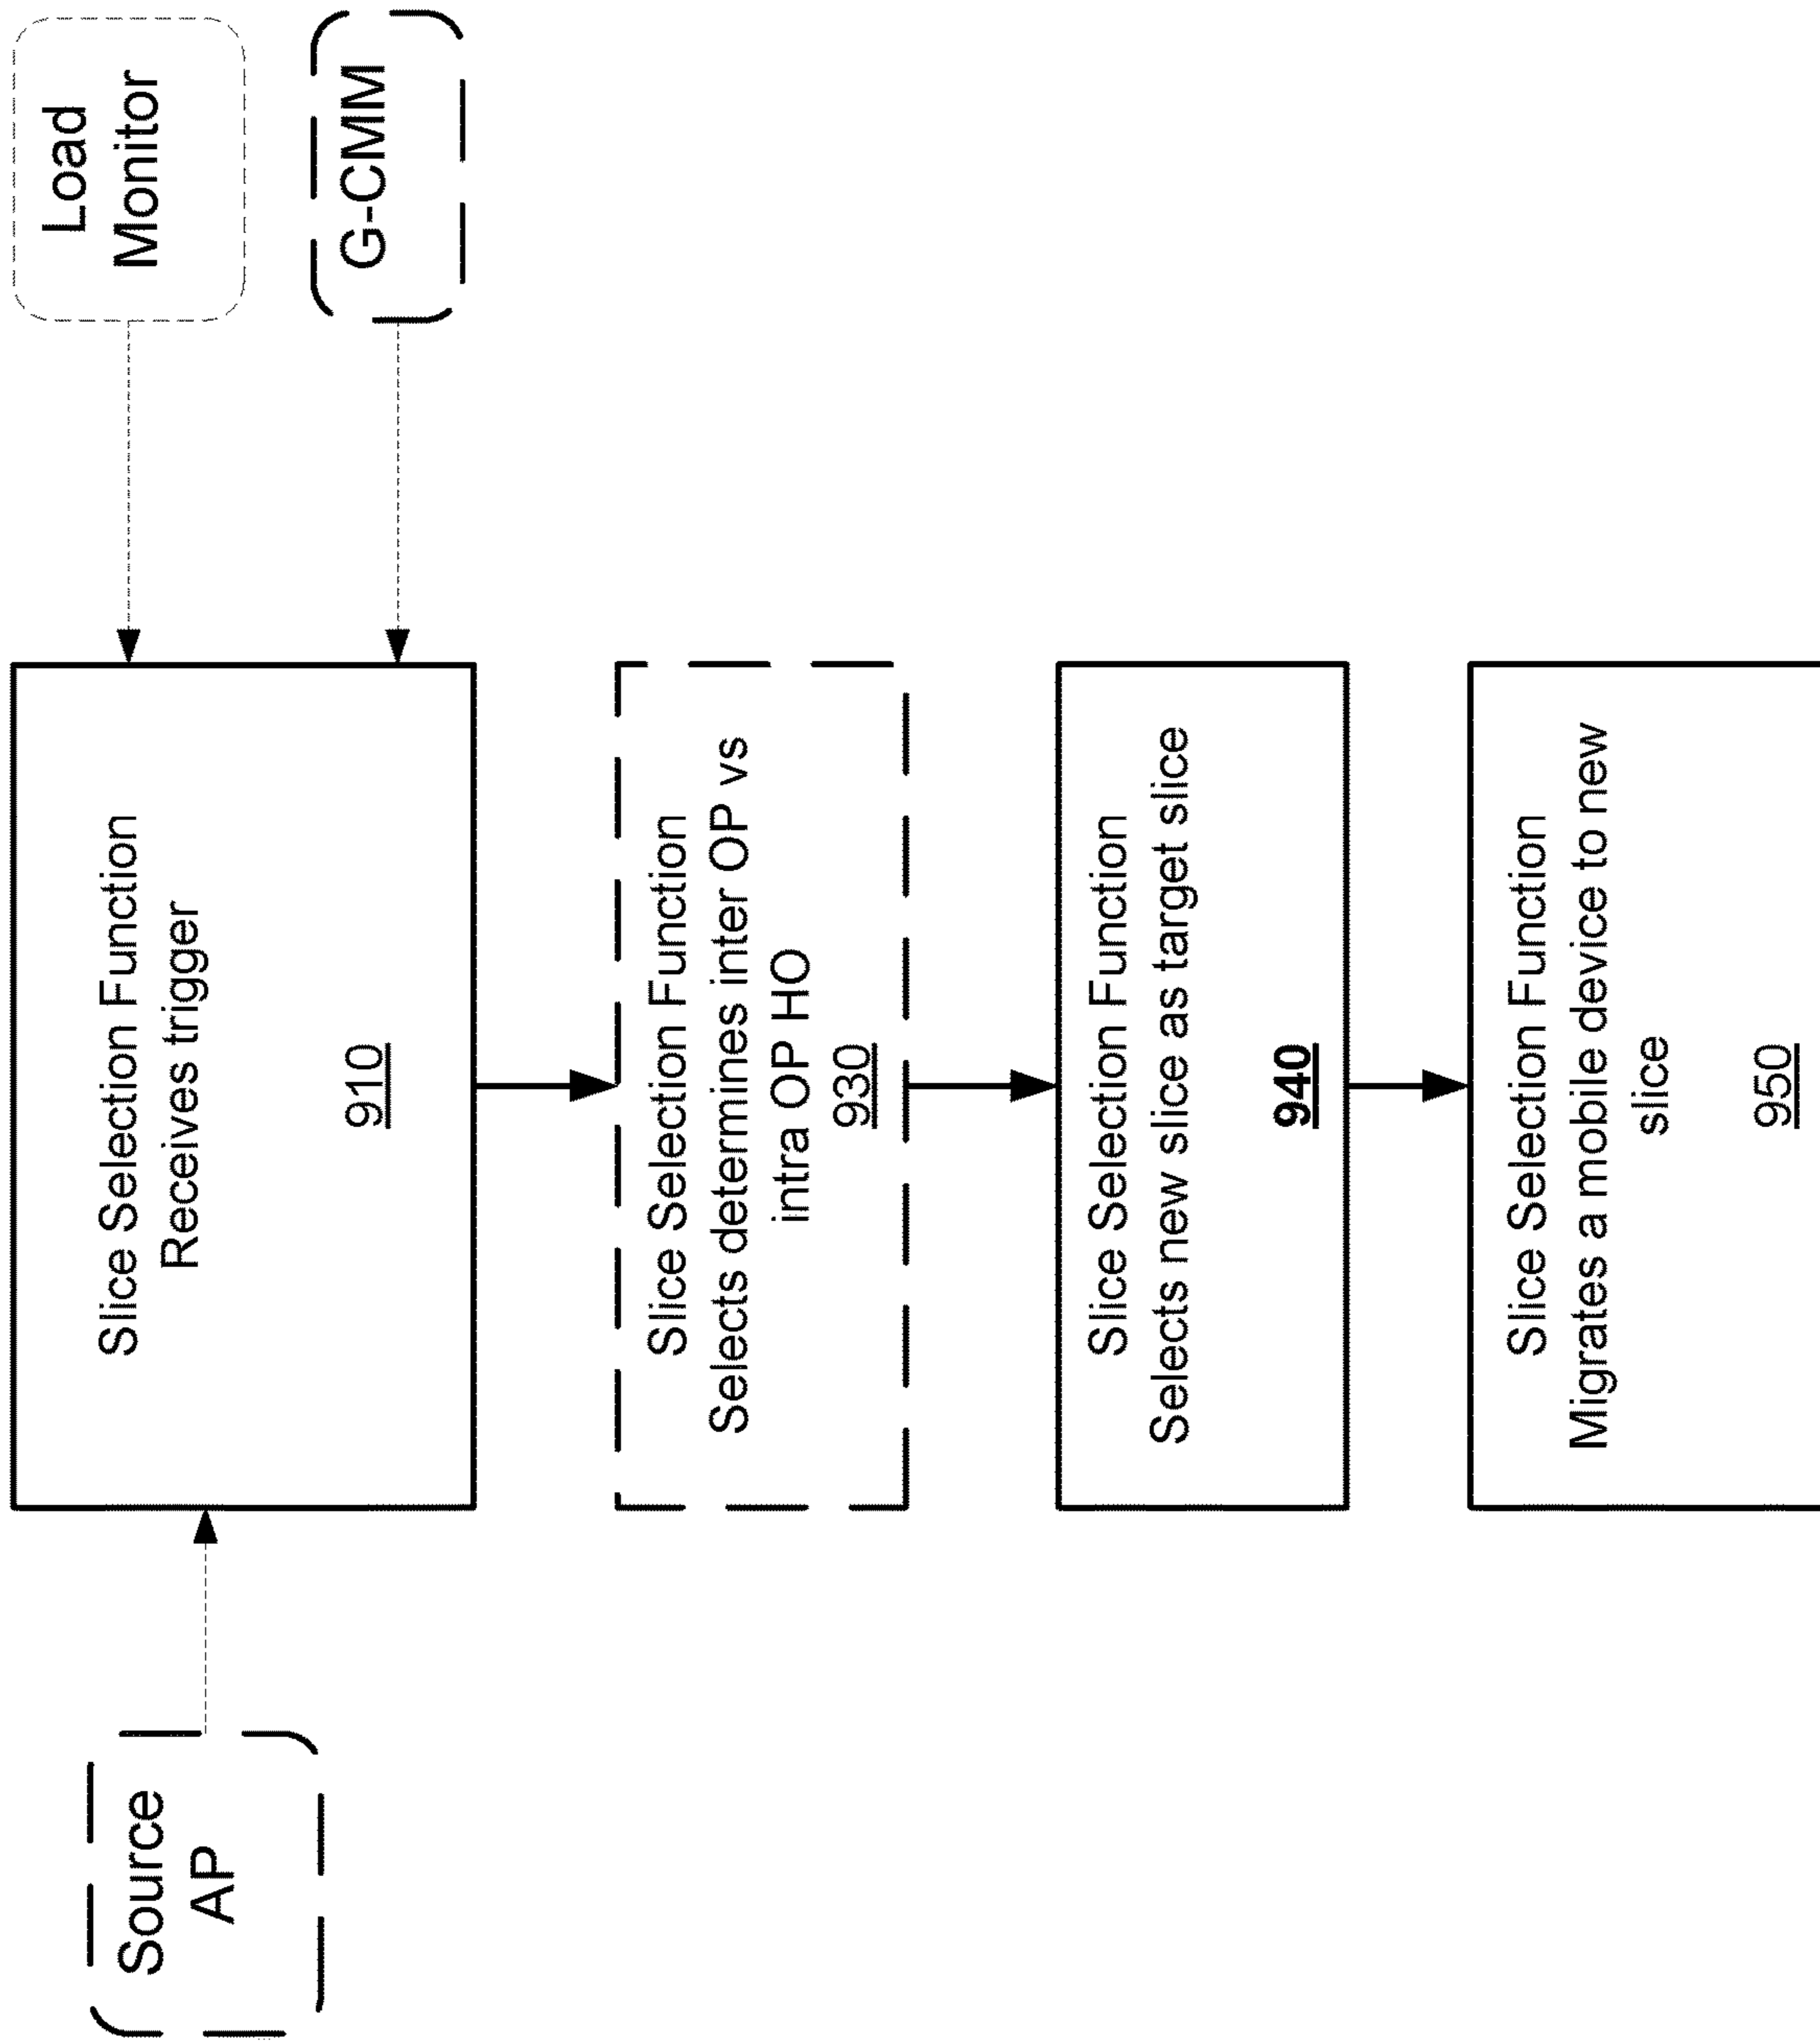 Load
Monitor
G-CMM
Source
AP
Slice Selection Function
Receives trigger
910
Slice Selection Function
Selects determines inter OP vs
intra OP HO
930
Slice Selection Function
Selects new slice as target slice
940
Slice Selection Function
Migrates a mobile device to new
slice
950